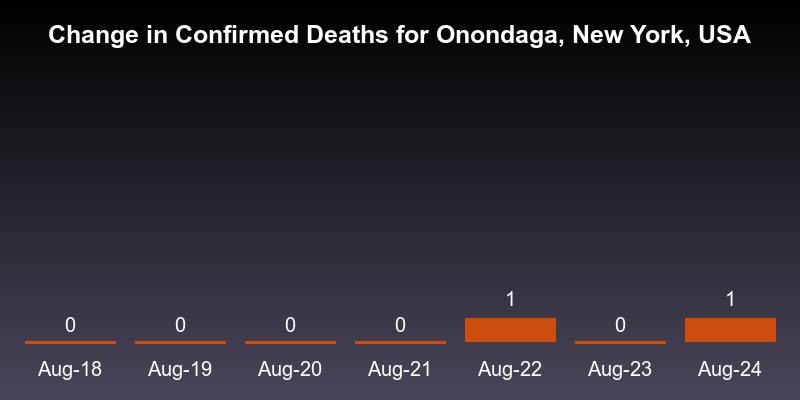 Change in Confirmed Deaths for Onondaga, New York, USA
0 0 0 0 1 0 1
Aug-18 Aug-19 Aug-20 Aug-21 Aug-22 Aug-23 Aug-24